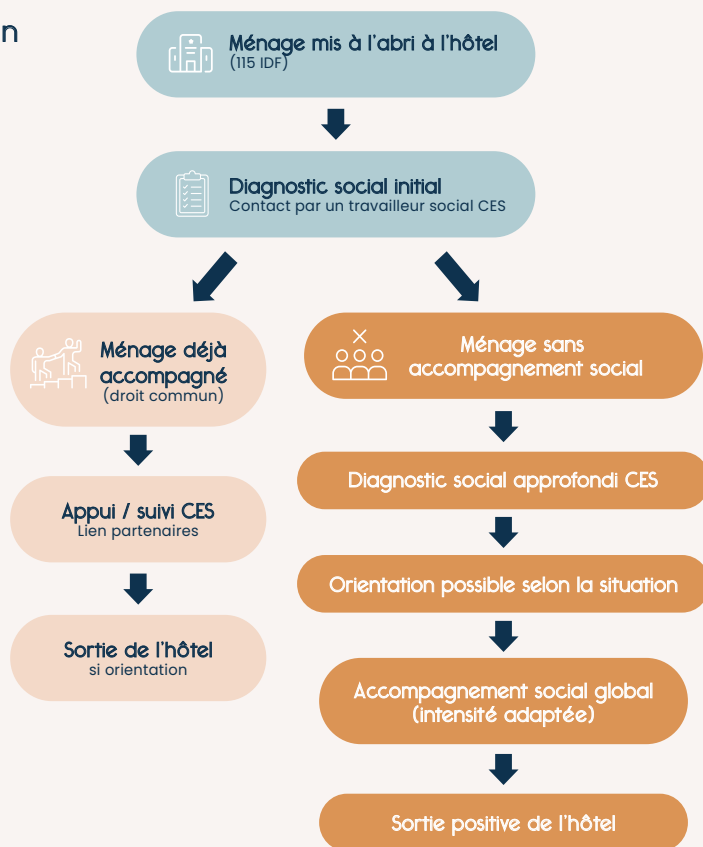 n
Ménage mis à l'abri à l'hôtel
(115 IDF)
Diagnostic social initial
Contact par un travailleur social CES
Ménage déjà
accompagné
(droit commun)
Appui / suivi CES
Lien partenaires
Sortie de l'hôtel
si orientation
Ménage sans
accompagnement social
Diagnostic social approfondi CES
Orientation possible selon la situation
Accompagnement social global
(intensité adaptée)
Sortie positive de l'hôtel